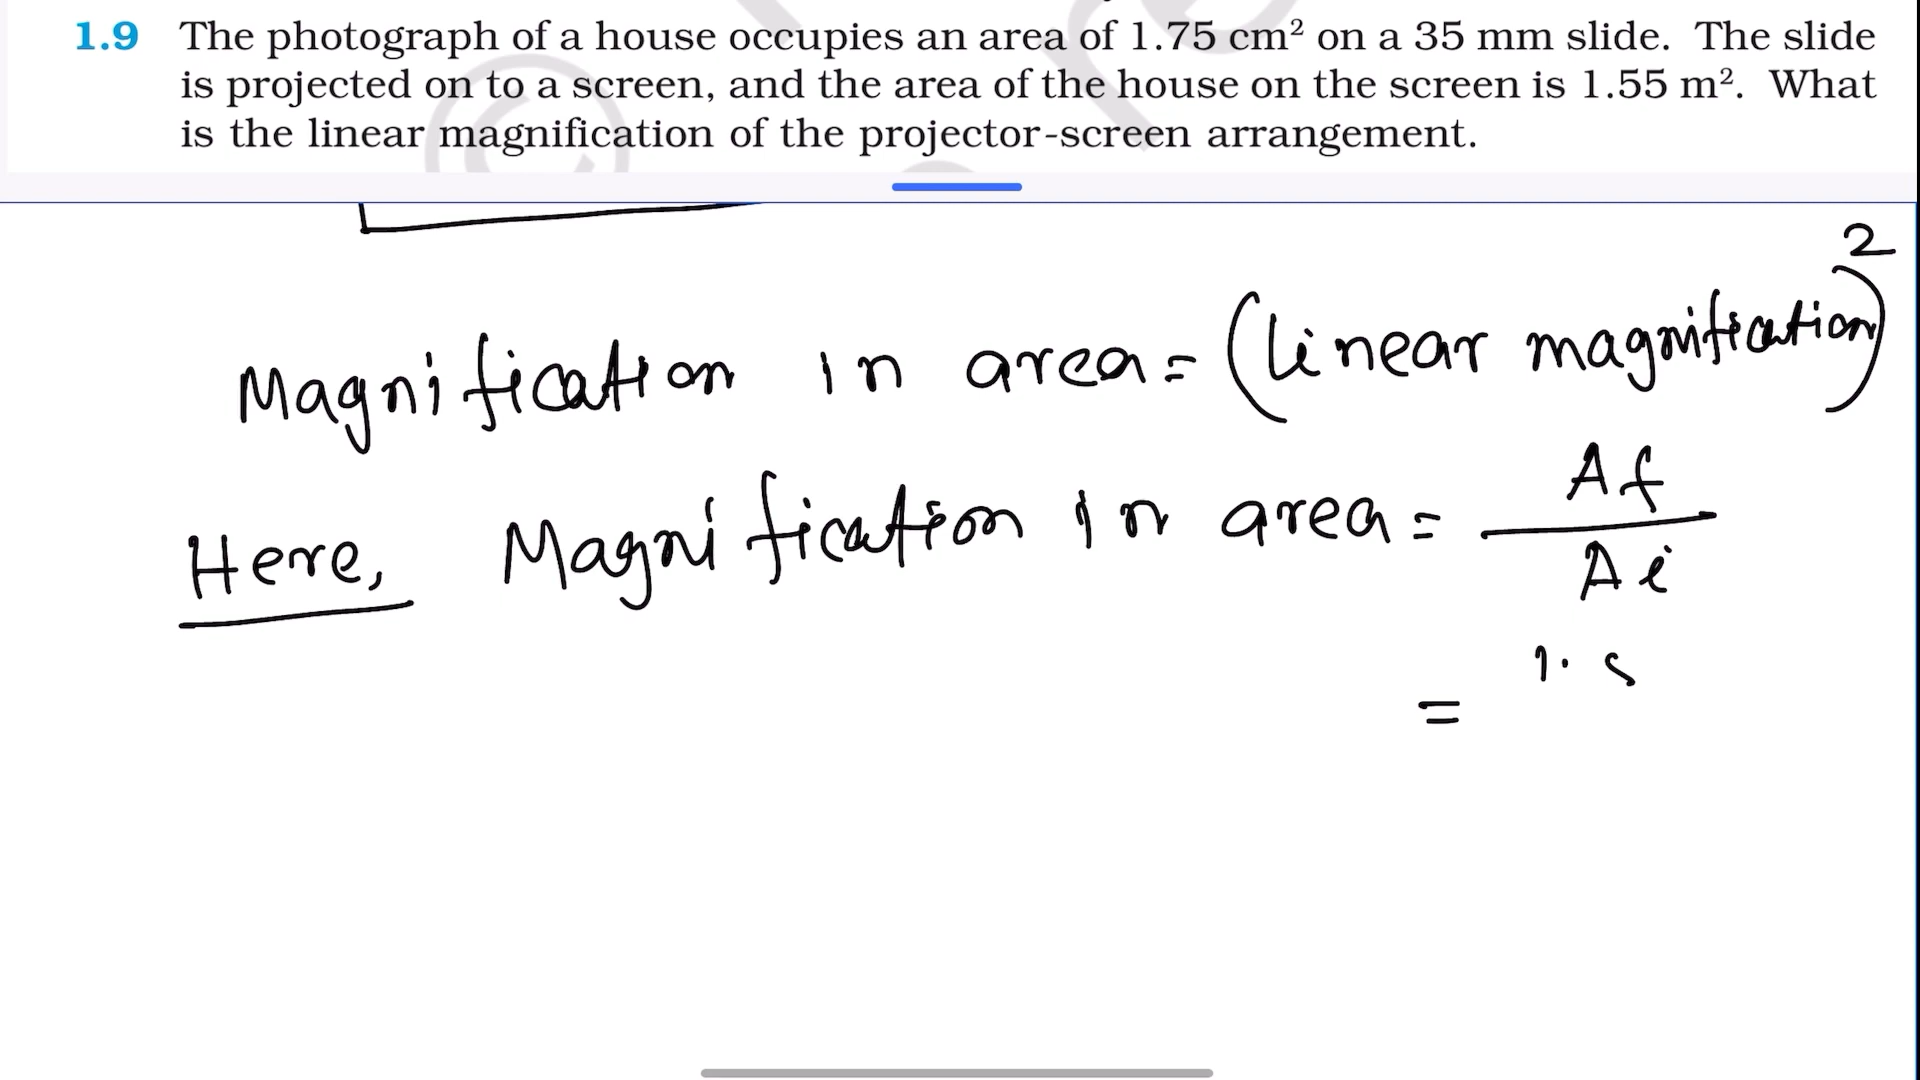 1.9 The photograph of a house occupies an area of 1.75 cm² on a 35 mm slide. The slide
is projected on to a screen, and the area of the house on the screen is 1.55 m². What
is the linear magnification of the projector-screen arrangement.
Magnification in area = (linear magnification)²
Here, Magnification in area = Af
Ai
= 1.5